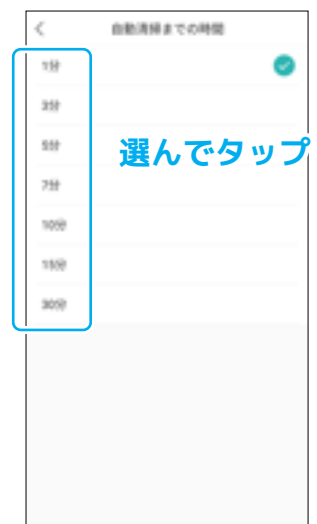 自動清掃までの時間
1分
3分
5分
選んでタップ
7分
10分
15分
30分